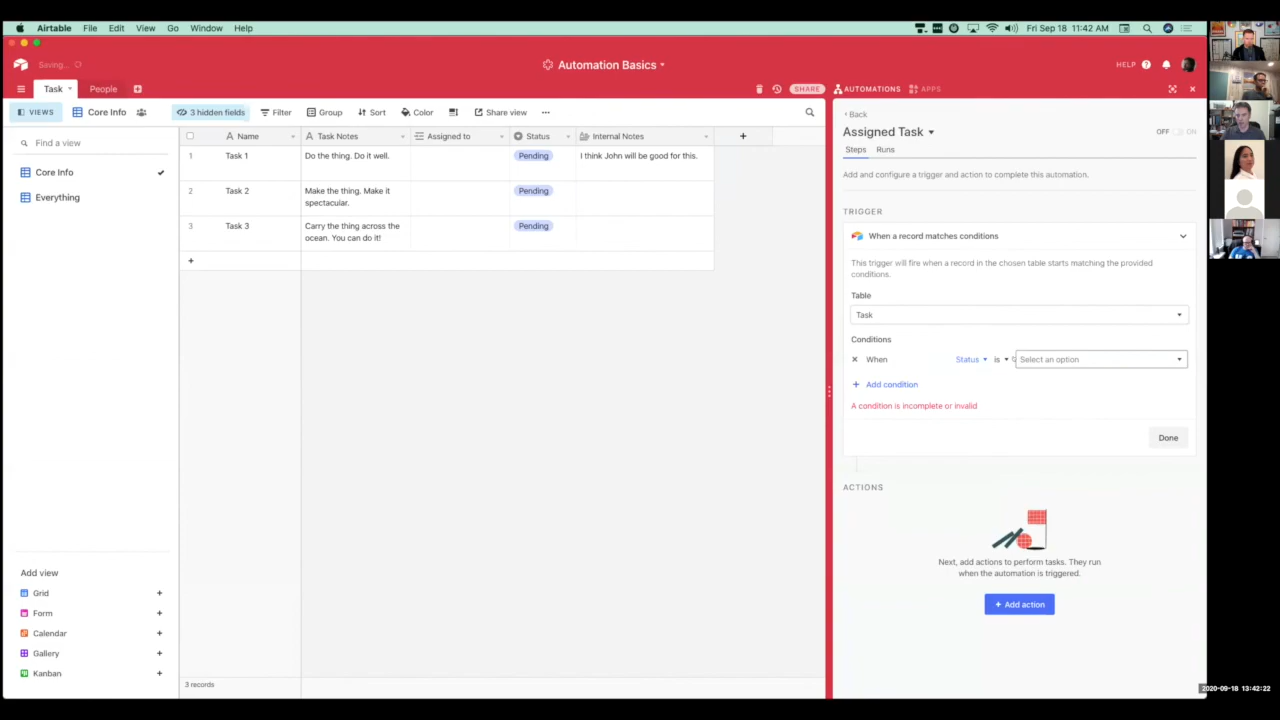 Airtable File Edit View Go Window Help
Fri Sep 18 11:42 AM
Saving...
Automation Basics
HELP
Task People
SHARE
AUTOMATIONS APPS
VIEWS Core Info 3 hidden fields Filter Group Sort Color Share view
Find a view
Core Info
Everything
Name Task Notes Assigned to Status Internal Notes
1 Task 1 Do the thing. Do it well. Pending I think John will be good for this.
2 Task 2 Make the thing. Make it spectacular. Pending
3 Task 3 Carry the thing across the ocean. You can do it! Pending
+
Add view
Grid +
Form +
Calendar +
Gallery +
Kanban +
3 records
Back
Assigned Task
OFF ON
Steps Runs
Add and configure a trigger and action to complete this automation.
TRIGGER
When a record matches conditions
This trigger will fire when a record in the chosen table starts matching the provided
conditions.
Table
Task
Conditions
When Status is Select an option
+ Add condition
A condition is incomplete or invalid
Done
ACTIONS
Next, add actions to perform tasks. They run
when the automation is triggered.
+ Add action
2020-09-18 13:42:22